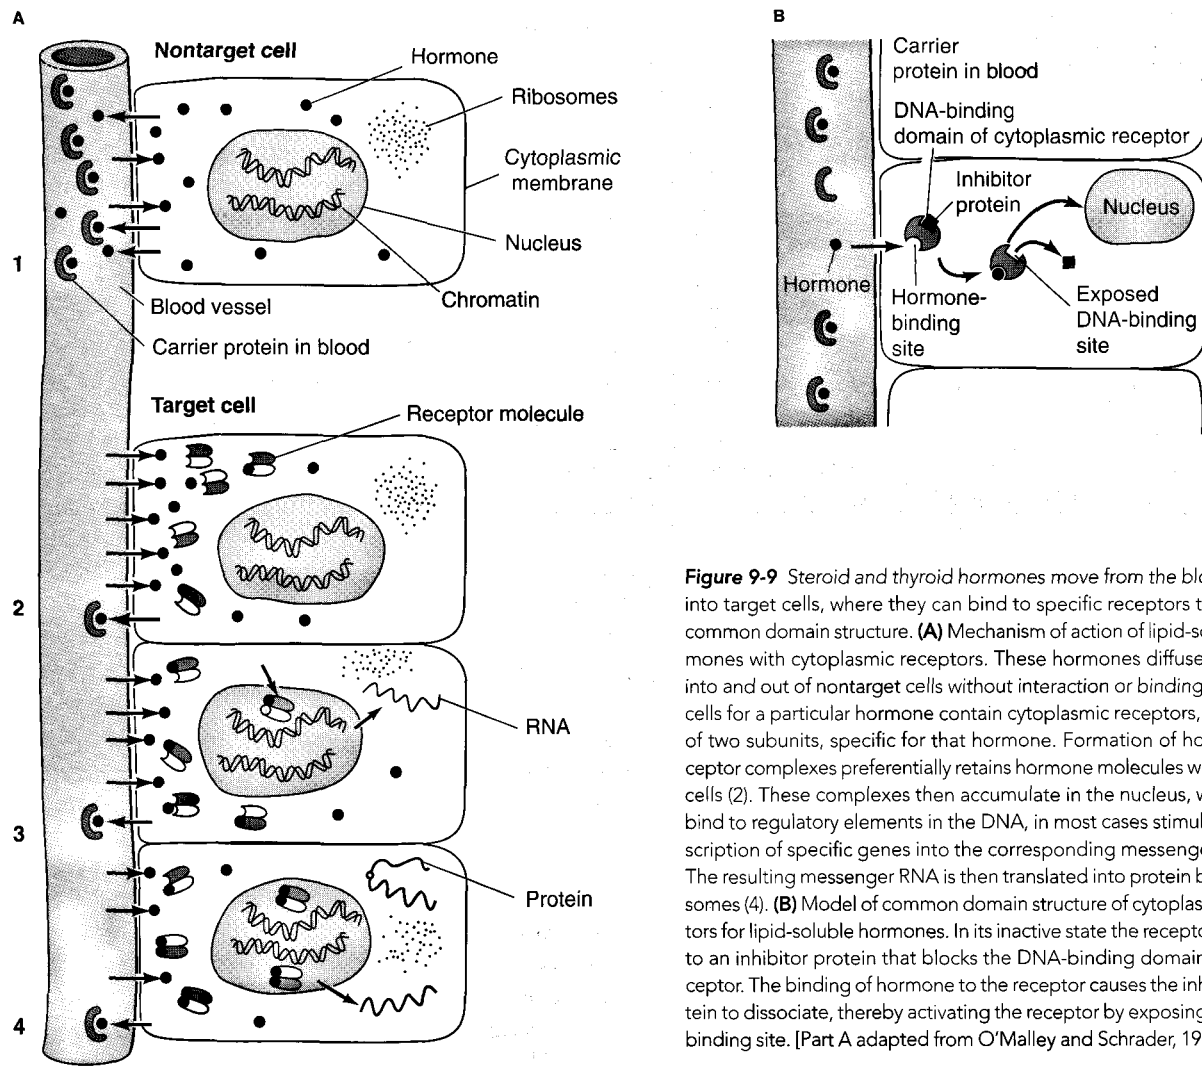 A
Nontarget cell
Hormone
Ribosomes
Cytoplasmic
membrane
Nucleus
1
Chromatin
Blood vessel
Carrier protein in blood
Target cell
Receptor molecule
2
RNA
3
Protein
4
B
Carrier
protein in blood
DNA-binding
domain of cytoplasmic receptor
Inhibitor
protein
Nucleus
Hormone
Hormone-
binding
site
Exposed
DNA-binding
site
Figure 9-9 Steroid and thyroid hormones move from the blo
into target cells, where they can bind to specific receptors t
common domain structure. (A) Mechanism of action of lipid-so
mones with cytoplasmic receptors. These hormones diffuse
into and out of nontarget cells without interaction or binding
cells for a particular hormone contain cytoplasmic receptors,
of two subunits, specific for that hormone. Formation of ho
ceptor complexes preferentially retains hormone molecules w
cells (2). These complexes then accumulate in the nucleus, w
bind to regulatory elements in the DNA, in most cases stimul
scription of specific genes into the corresponding messenge
The resulting messenger RNA is then translated into protein b
somes (4). (B) Model of common domain structure of cytoplas
tors for lipid-soluble hormones. In its inactive state the recepto
to an inhibitor protein that blocks the DNA-binding domain
ceptor. The binding of hormone to the receptor causes the inh
tein to dissociate, thereby activating the receptor by exposing
binding site. [Part A adapted from O'Malley and Schrader, 19